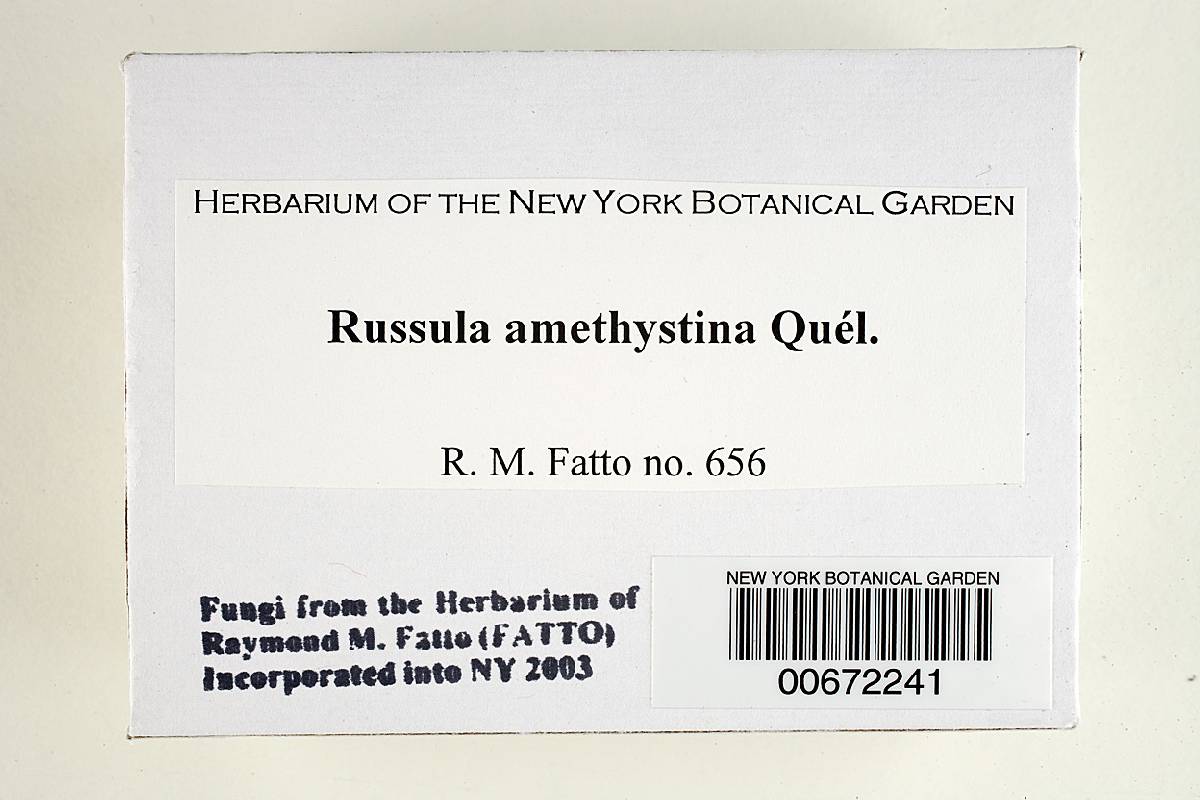 HERBARIUM OF THE NEW YORK BOTANICAL GARDEN
Russula amethystina Quél.
R. M. Fatto no. 656
Fungi from the Herbarium of
Raymond M. Fatto (FATTO)
Incorporated into NY 2003
NEW YORK BOTANICAL GARDEN
00672241